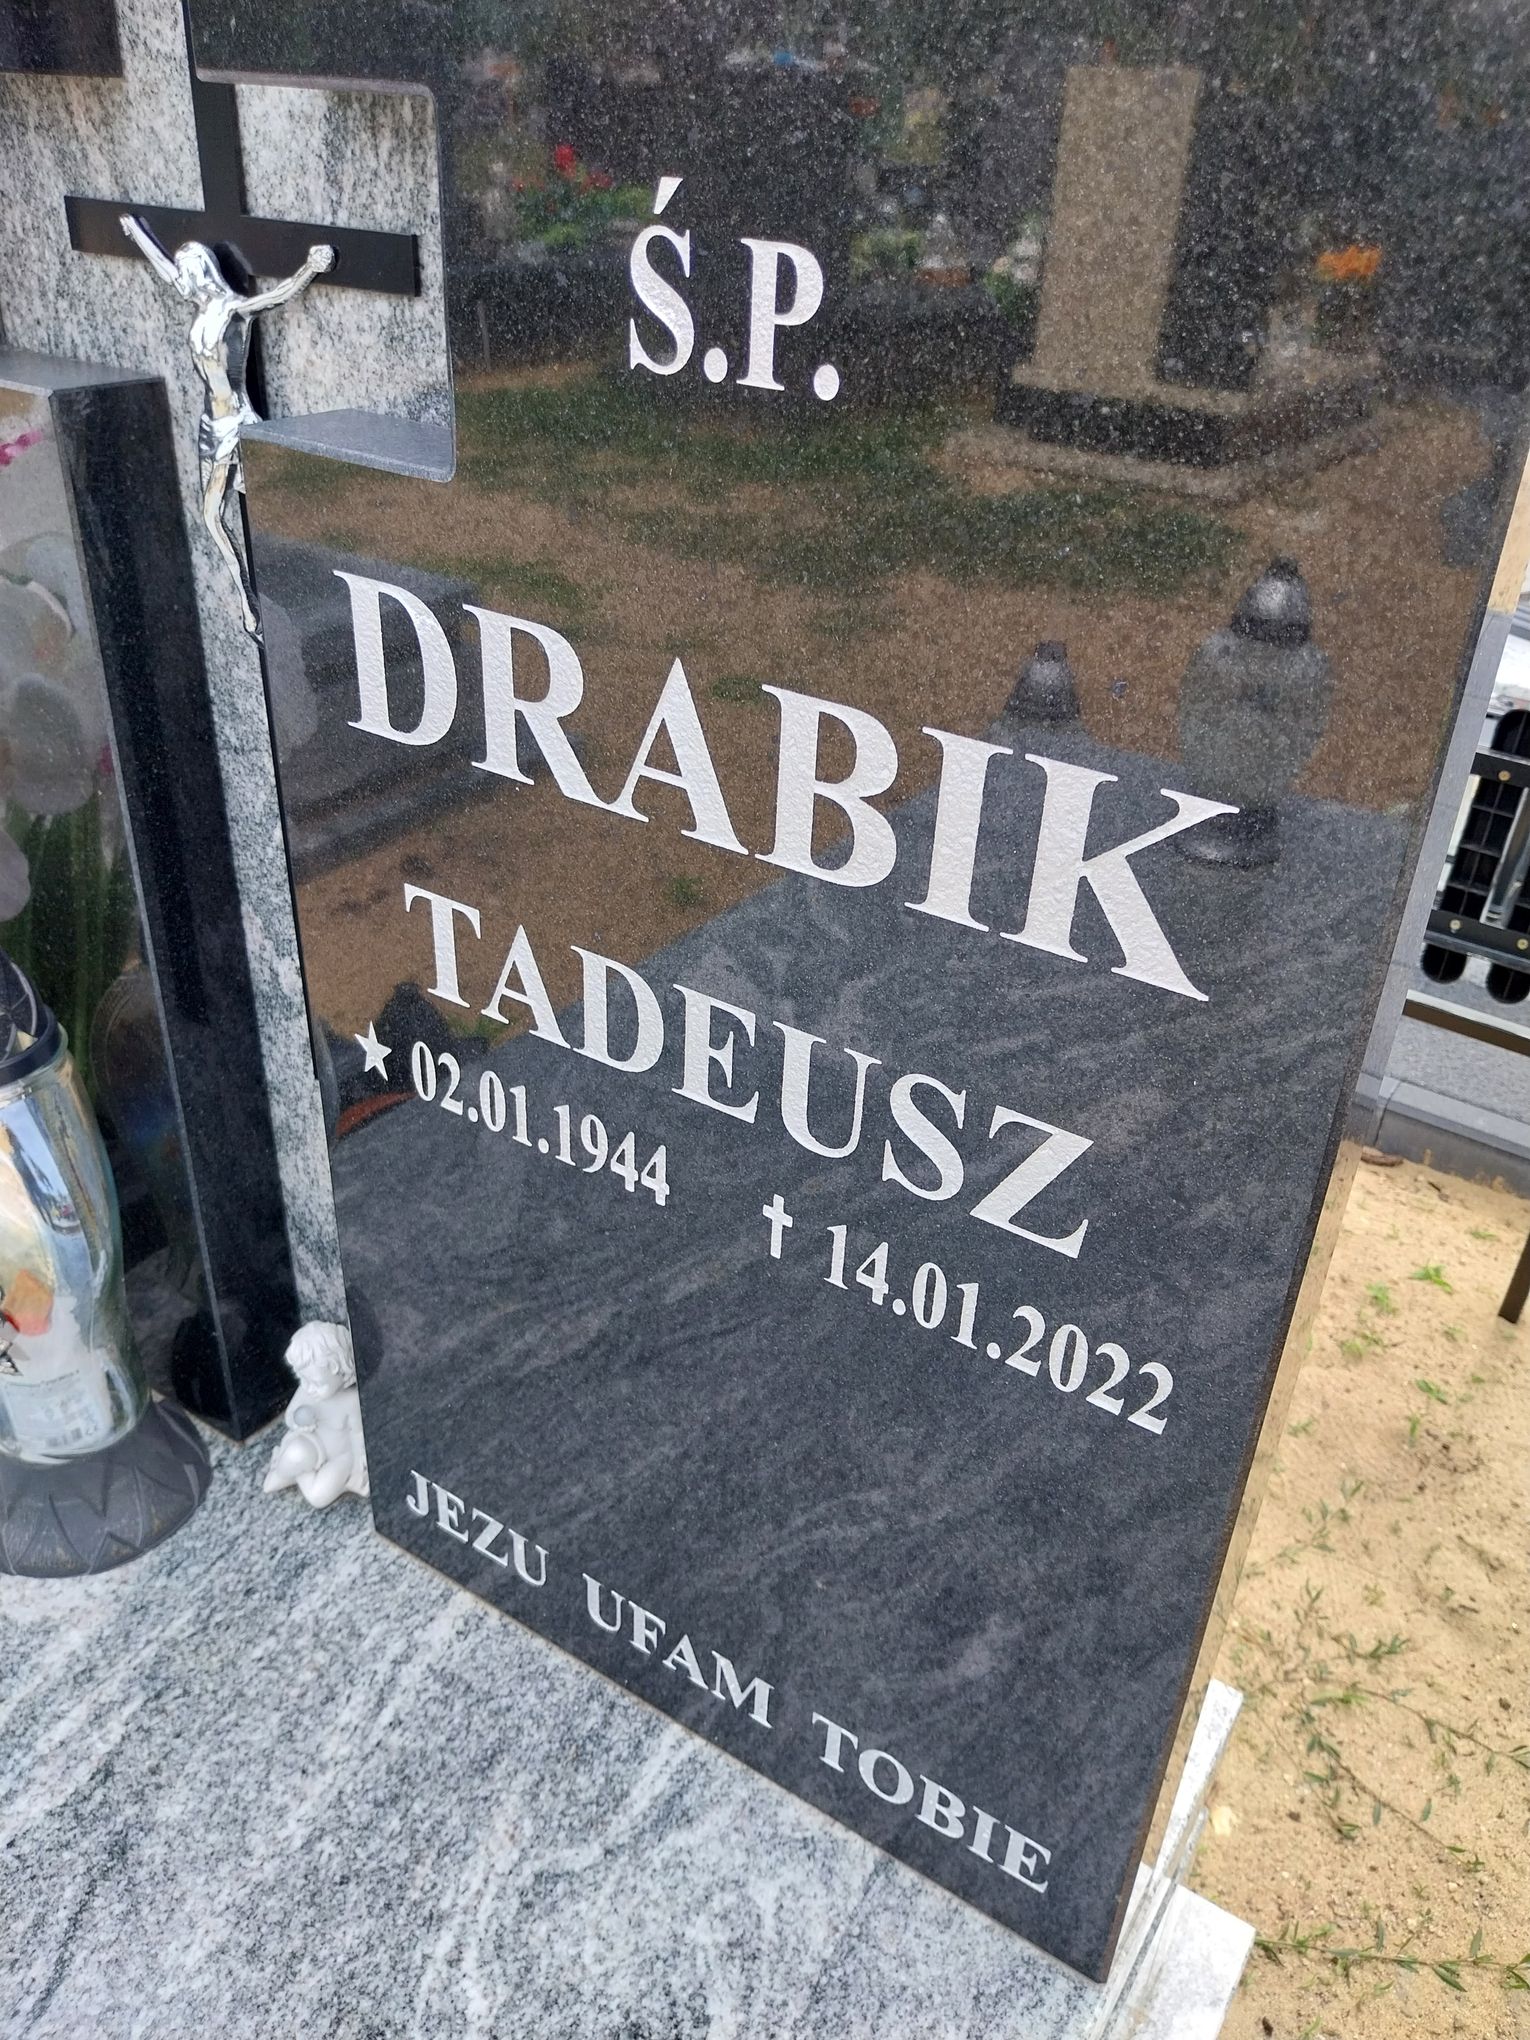 Ś.P.
DRABIK
TADEUSZ
★ 02.01.1944
✝ 14.01.2022
JEZU UFAM TOBIE